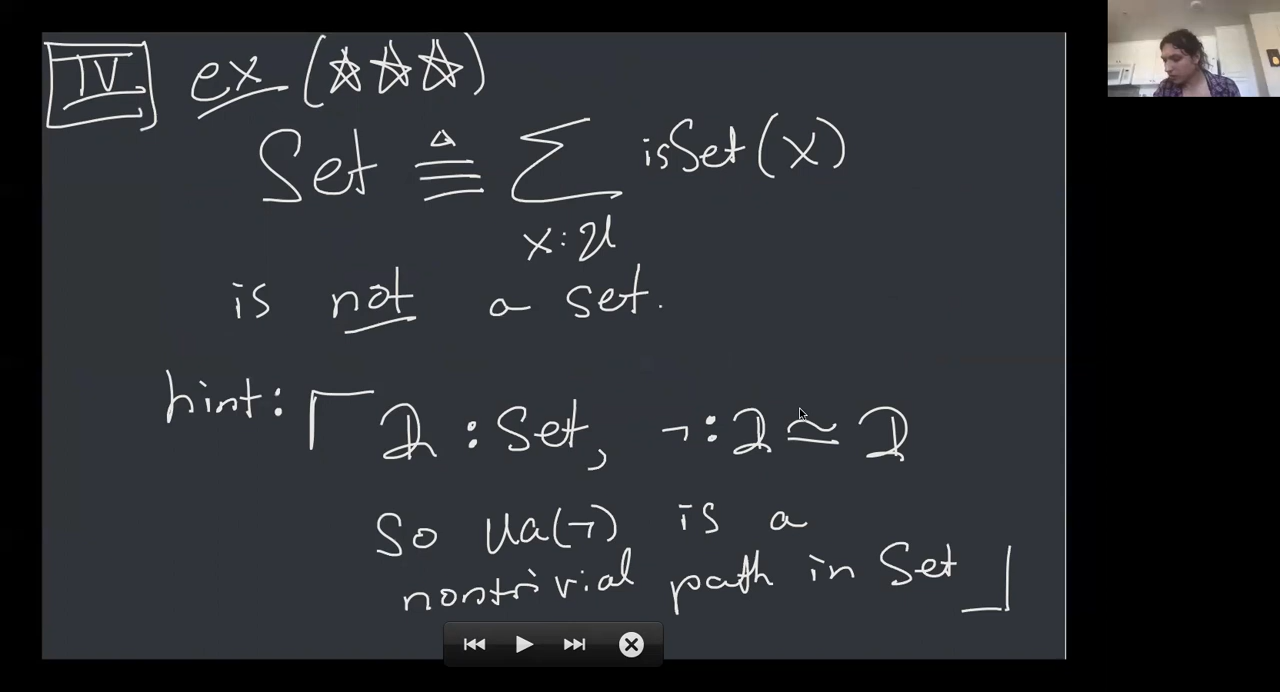 IV ex (☆☆☆)
Set ≜ Σ isSet(X)
X:𝒰
is not a set.
hint: ⌈ 𝟚 : Set, ¬ : 𝟚 ≃ 𝟚
So ua(¬) is a
nontrivial path in Set ⌋